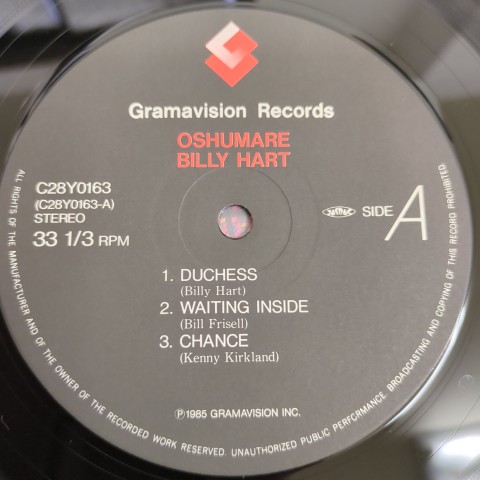 Gramavision Records
OSHUMARE
BILLY HART
C28Y0163
(C28Y0163-A)
STEREO
33 1/3 RPM
SIDE A
1. DUCHESS
(Billy Hart)
2. WAITING INSIDE
(Bill Frisell)
3. CHANCE
(Kenny Kirkland)
Ⓟ1985 GRAMAVISION INC.
ALL RIGHTS OF THE MANUFACTURER AND OF THE OWNER OF THE RECORDED WORK RESERVED. UNAUTHORIZED PUBLIC PERFORMANCE, BROADCASTING AND COPYING OF THIS RECORD PROHIBITED.